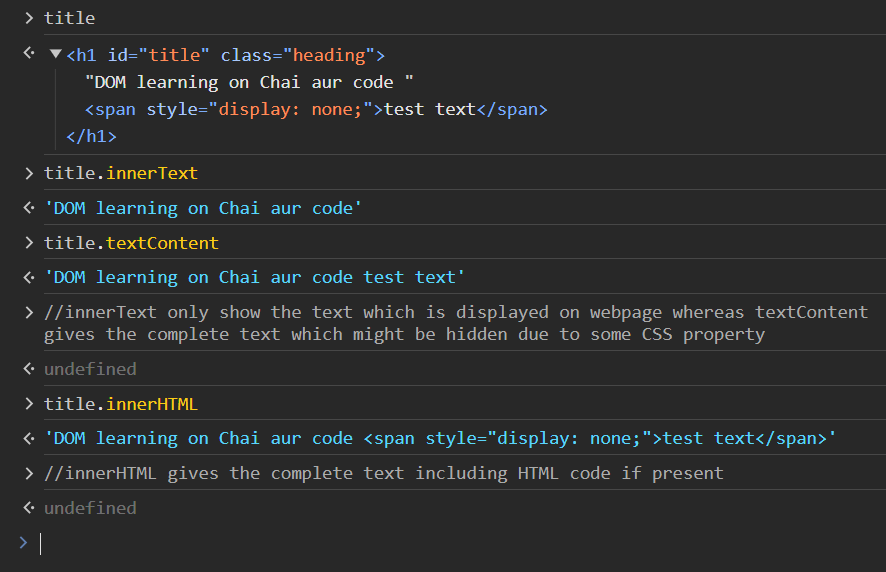 title
<h1 id="title" class="heading">
"DOM learning on Chai aur code "
<span style="display: none;">test text</span>
</h1>
title.innerText
'DOM learning on Chai aur code'
title.textContent
'DOM learning on Chai aur code test text'
//innerText only show the text which is displayed on webpage whereas textContent
gives the complete text which might be hidden due to some CSS property
undefined
title.innerHTML
'DOM learning on Chai aur code <span style="display: none;">test text</span>'
//innerHTML gives the complete text including HTML code if present
undefined